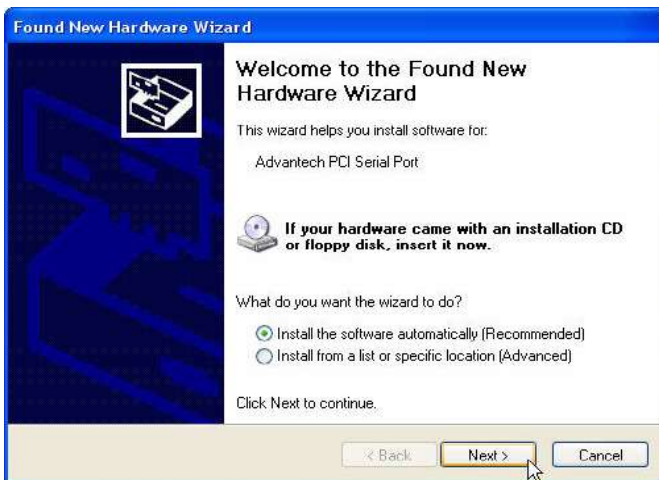 Found New Hardware Wizard
Welcome to the Found New
Hardware Wizard
This wizard helps you install software for:
Advantech PCI Serial Port
If your hardware came with an installation CD
or floppy disk, insert it now.
What do you want the wizard to do?
Install the software automatically (Recommended)
Install from a list or specific location (Advanced)
Click Next to continue.
< Back Next > Cancel